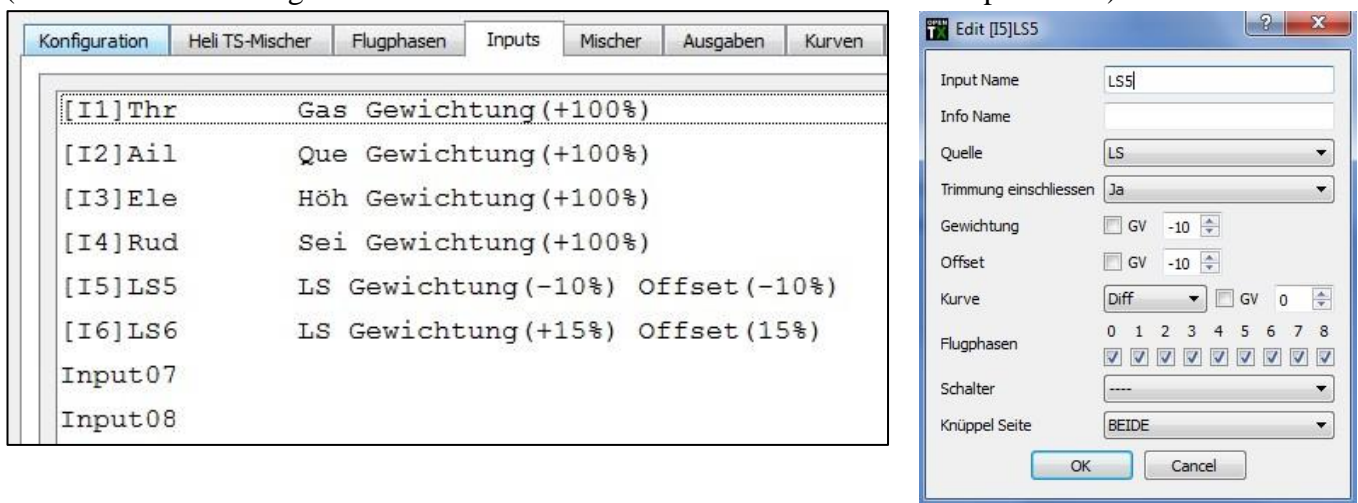 Konfiguration Heli TS-Mischer Flugphasen Inputs Mischer Ausgaben Kurven
[I1]Thr Gas Gewichtung(+100%)
[I2]Ail Que Gewichtung(+100%)
[I3]Ele Höh Gewichtung(+100%)
[I4]Rud Sei Gewichtung(+100%)
[I5]LS5 LS Gewichtung(-10%) Offset(-10%)
[I6]LS6 LS Gewichtung(+15%) Offset(15%)
Input07
Input08
OPEN TX Edit [I5]LS5 ? X
Input Name LS5
Info Name
Quelle LS
Trimmung einschliessen Ja
Gewichtung GV -10
Offset GV -10
Kurve Diff GV 0
0 1 2 3 4 5 6 7 8
Flugphasen
Schalter ----
Knüppel Seite BEIDE
OK Cancel